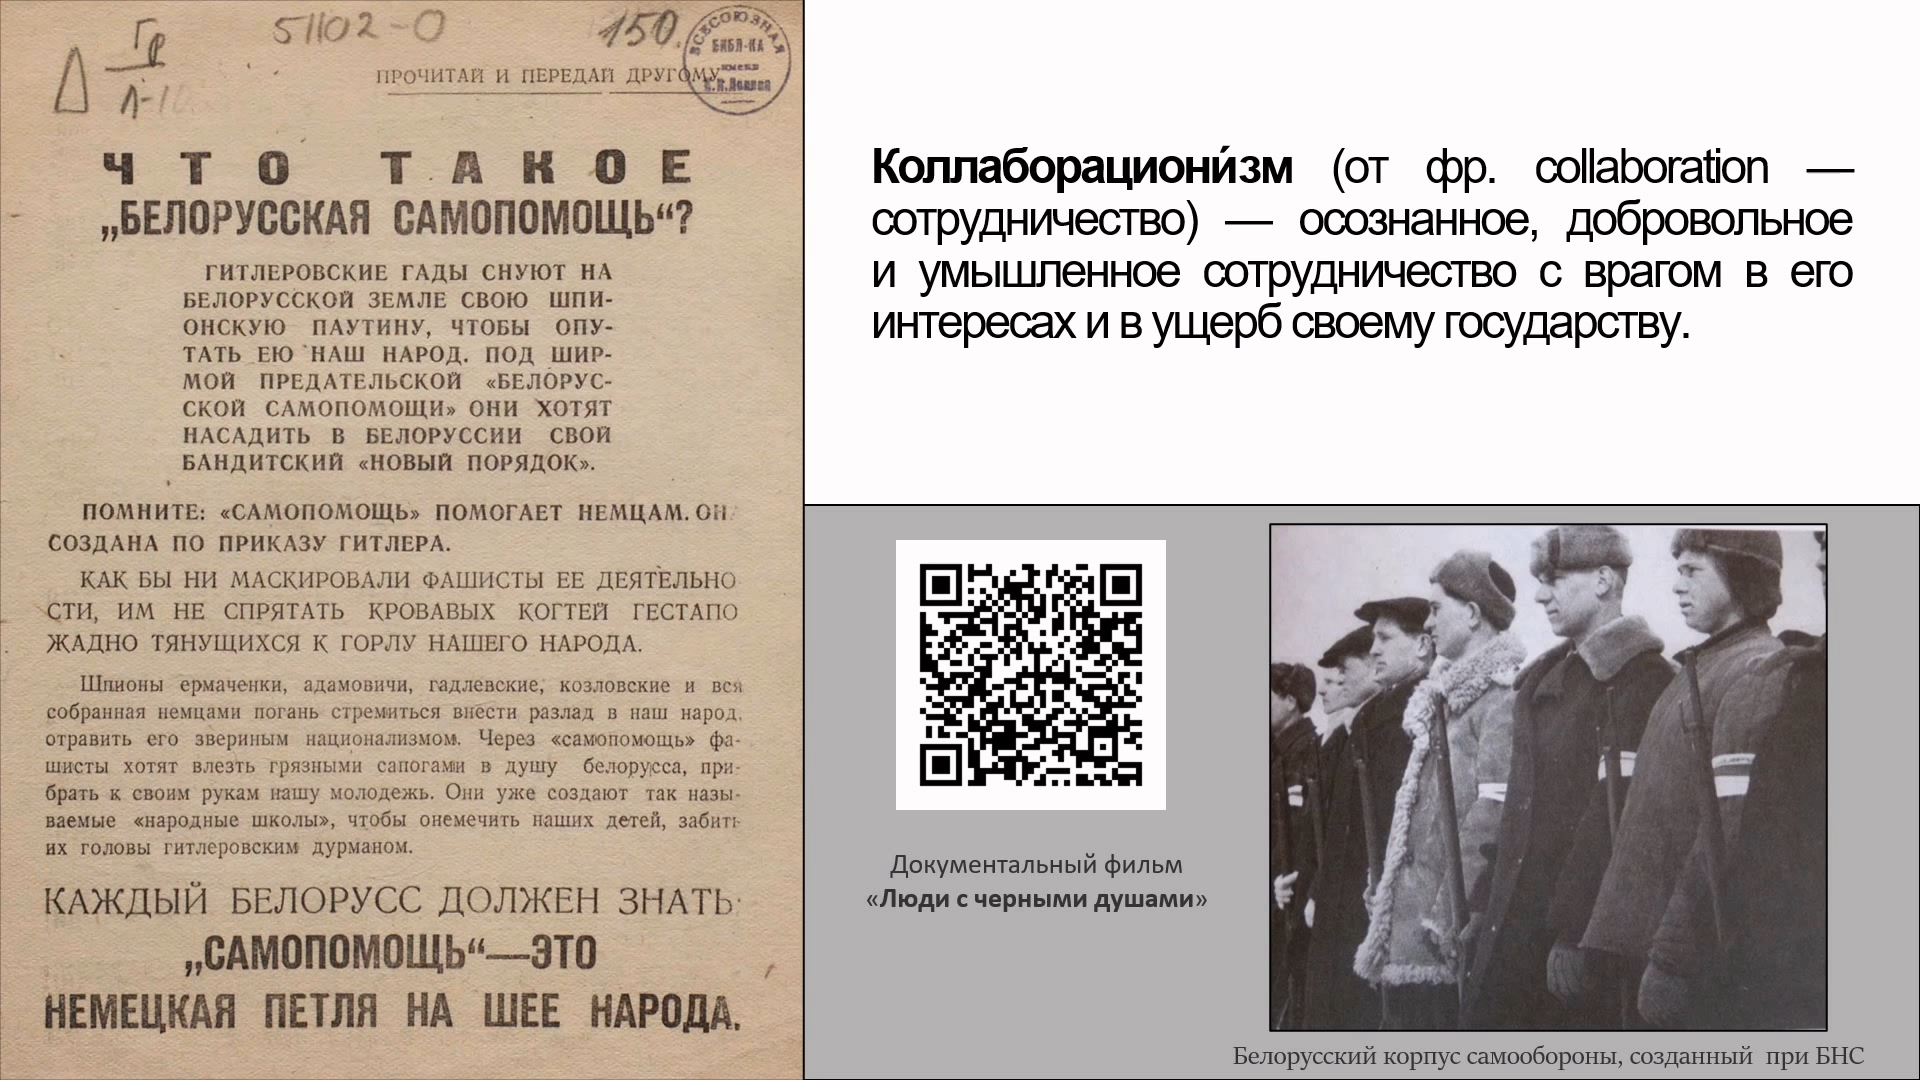 51102-0
150.
Гр
Л-10
ВСЕСОЮЗНАЯ
БИБЛ-КА
имени
ПРОЧИТАЙ И ПЕРЕДАЙ ДРУГОМУ
ЧТО ТАКОЕ
„БЕЛОРУССКАЯ САМОПОМОЩЬ“?
ГИТЛЕРОВСКИЕ ГАДЫ СНУЮТ НА
БЕЛОРУССКОЙ ЗЕМЛЕ СВОЮ ШПИ-
ОНСКУЮ ПАУТИНУ, ЧТОБЫ ОПУ-
ТАТЬ ЕЮ НАШ НАРОД. ПОД ШИР-
МОЙ ПРЕДАТЕЛЬСКОЙ «БЕЛОРУС-
СКОЙ САМОПОМОЩИ» ОНИ ХОТЯТ
НАСАДИТЬ В БЕЛОРУССИИ СВОЙ
БАНДИТСКИЙ «НОВЫЙ ПОРЯДОК».
ПОМНИТЕ: «САМОПОМОЩЬ» ПОМОГАЕТ НЕМЦАМ. ОН
СОЗДАНА ПО ПРИКАЗУ ГИТЛЕРА.
КАК БЫ НИ МАСКИРОВАЛИ ФАШИСТЫ ЕЕ ДЕЯТЕЛЬНО
СТИ, ИМ НЕ СПРЯТАТЬ КРОВАВЫХ КОГТЕЙ ГЕСТАПО
ЖАДНО ТЯНУЩИХСЯ К ГОРЛУ НАШЕГО НАРОДА.
Шпионы ермаченки, адамовичи, гадлевские, козловские и вся
собранная немцами погань стремиться внести разлад в наш народ,
отравить его звериным национализмом. Через «самопомощь» фа-
шисты хотят влезть грязными сапогами в душу белорусса, при-
брать к своим рукам нашу молодежь. Они уже создают так назы-
ваемые «народные школы», чтобы онемечить наших детей, забить
их головы гитлеровским дурманом.
КАЖДЫЙ БЕЛОРУСС ДОЛЖЕН ЗНАТЬ:
„САМОПОМОЩЬ“—ЭТО
НЕМЕЦКАЯ ПЕТЛЯ НА ШЕЕ НАРОДА.
Коллаборациони́зм (от фр. collaboration —
сотрудничество) — осознанное, добровольное
и умышленное сотрудничество с врагом в его
интересах и в ущерб своему государству.
Документальный фильм
«Люди с черными душами»
Белорусский корпус самообороны, созданный при БНС